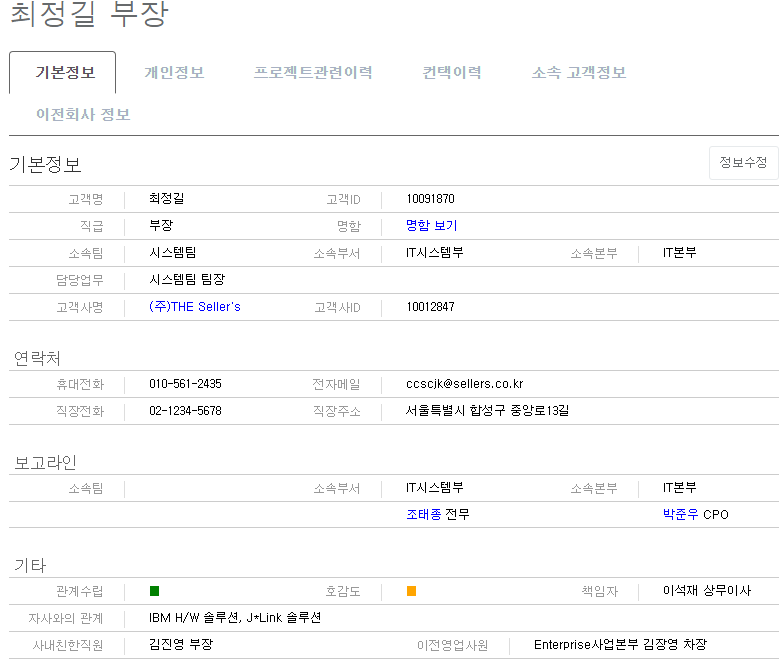 최정길 부장
기본정보 개인정보 프로젝트관련이력 컨텍이력 소속 고객정보
이전회사 정보
기본정보 정보수정
고객명 최정길 고객ID 10091870
직급 부장 명함 명함 보기
소속팀 시스템팀 소속부서 IT시스템부 소속본부 IT본부
담당업무 시스템팀 팀장
고객사명 (주)THE Seller's 고객사ID 10012847
연락처
휴대전화 010-561-2435 전자메일 ccscjk@sellers.co.kr
직장전화 02-1234-5678 직장주소 서울특별시 합성구 중앙로13길
보고라인
소속팀 소속부서 IT시스템부 소속본부 IT본부
조태종 전무 박준우 CPO
기타
관계수립 호감도 책임자 이석재 상무이사
자사와의 관계 IBM H/W 솔루션, J*Link 솔루션
사내친한직원 김진영 부장 이전영업사원 Enterprise사업본부 김장영 차장